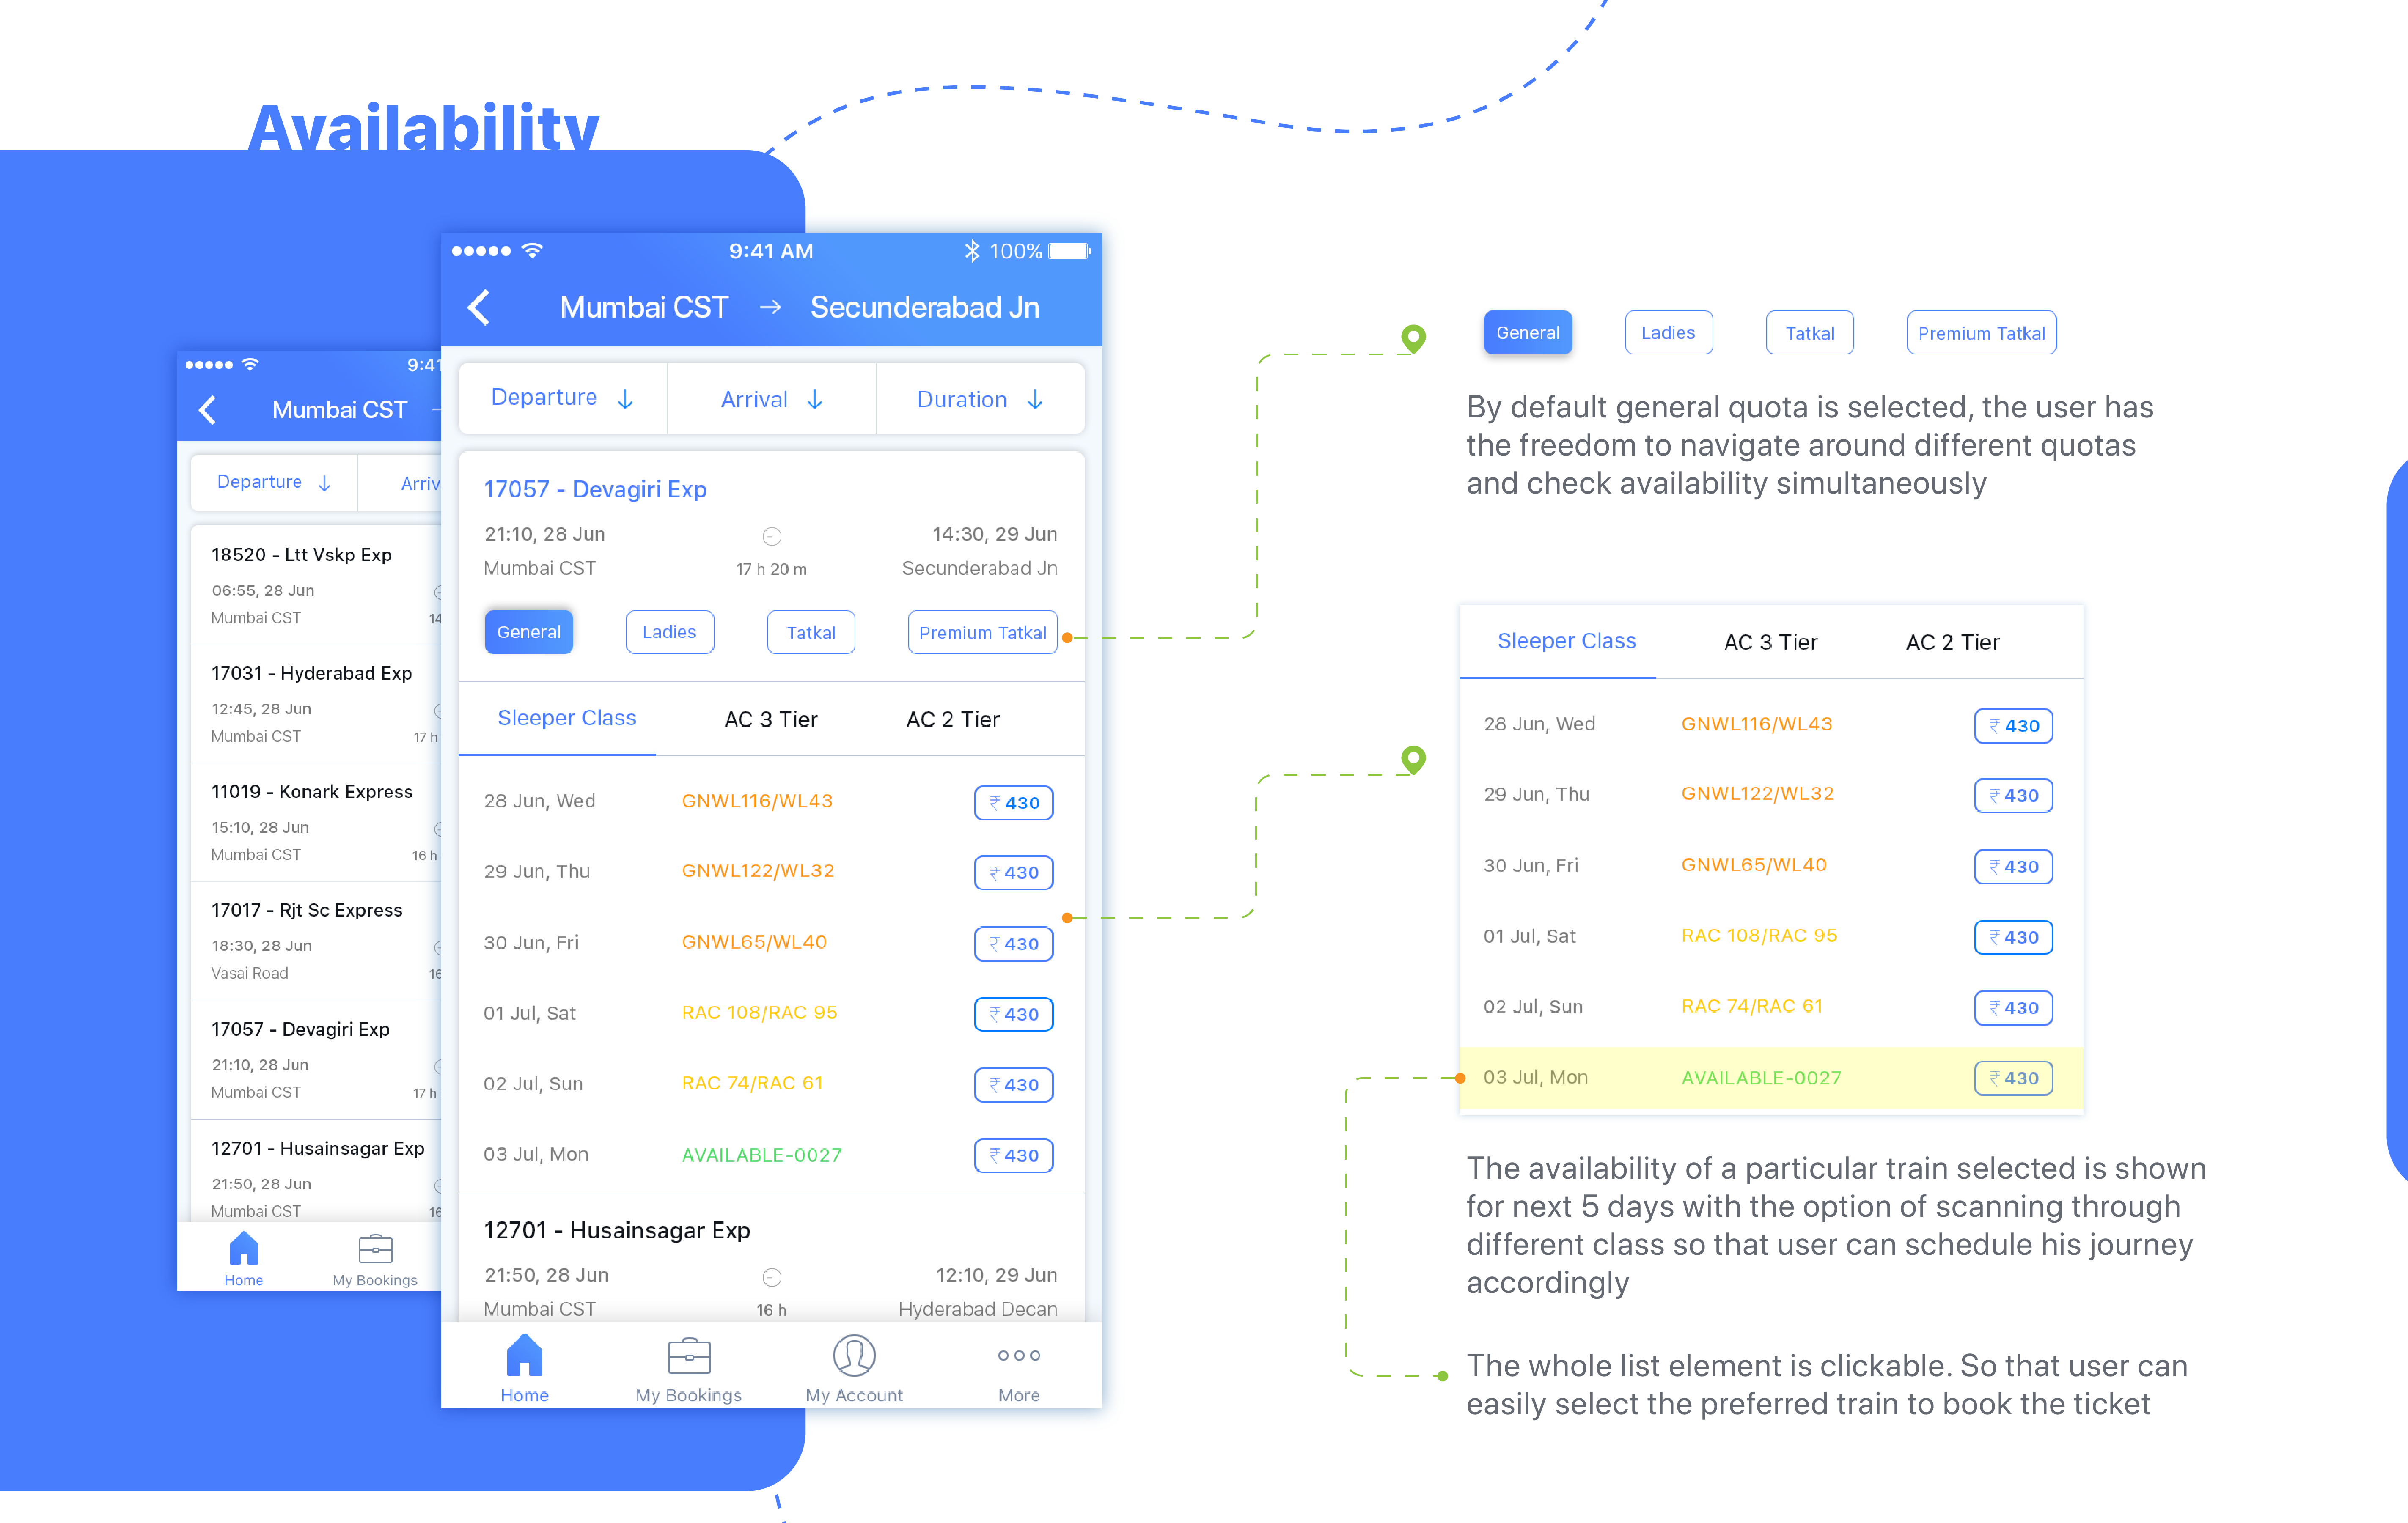 Availability
9:41
Mumbai CST →
Departure ↓
18520 - Ltt Vskp Exp
06:55, 28 Jun
Mumbai CST 14
17031 - Hyderabad Exp
12:45, 28 Jun
Mumbai CST 17 h
11019 - Konark Express
15:10, 28 Jun
Mumbai CST 16 h
17017 - Rjt Sc Express
18:30, 28 Jun
Vasai Road 16
17057 - Devagiri Exp
21:10, 28 Jun
Mumbai CST 17 h
12701 - Husainsagar Exp
21:50, 28 Jun
Mumbai CST 16
Home My Bookings
9:41 AM 100%
Mumbai CST → Secunderabad Jn
Departure ↓ Arrival ↓ Duration ↓
17057 - Devagiri Exp
21:10, 28 Jun 14:30, 29 Jun
Mumbai CST 17 h 20 m Secunderabad Jn
General Ladies Tatkal Premium Tatkal
Sleeper Class AC 3 Tier AC 2 Tier
28 Jun, Wed GNWL116/WL43 ₹ 430
29 Jun, Thu GNWL122/WL32 ₹ 430
30 Jun, Fri GNWL65/WL40 ₹ 430
01 Jul, Sat RAC 108/RAC 95 ₹ 430
02 Jul, Sun RAC 74/RAC 61 ₹ 430
03 Jul, Mon AVAILABLE-0027 ₹ 430
12701 - Husainsagar Exp
21:50, 28 Jun 12:10, 29 Jun
Mumbai CST 16 h Hyderabad Decan
Home My Bookings My Account More
General Ladies Tatkal Premium Tatkal
By default general quota is selected, the user has
the freedom to navigate around different quotas
and check availability simultaneously
Sleeper Class AC 3 Tier AC 2 Tier
28 Jun, Wed GNWL116/WL43 ₹ 430
29 Jun, Thu GNWL122/WL32 ₹ 430
30 Jun, Fri GNWL65/WL40 ₹ 430
01 Jul, Sat RAC 108/RAC 95 ₹ 430
02 Jul, Sun RAC 74/RAC 61 ₹ 430
03 Jul, Mon AVAILABLE-0027 ₹ 430
The availability of a particular train selected is shown
for next 5 days with the option of scanning through
different class so that user can schedule his journey
accordingly
The whole list element is clickable. So that user can
easily select the preferred train to book the ticket